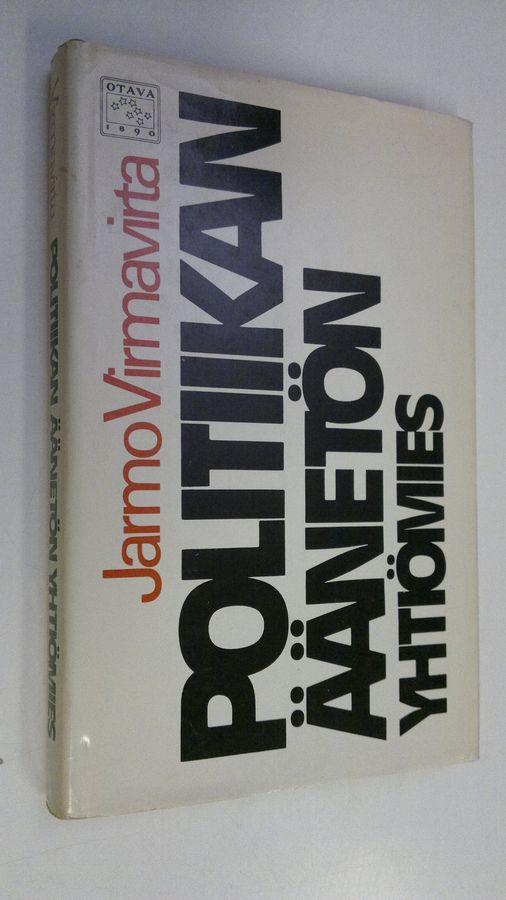 OTAVA
1890
Jarmo Virmavirta
POLITIIKAN
ÄÄNETÖN
YHTIÖMIES
POLITIIKAN ÄÄNETÖN YHTIÖMIES